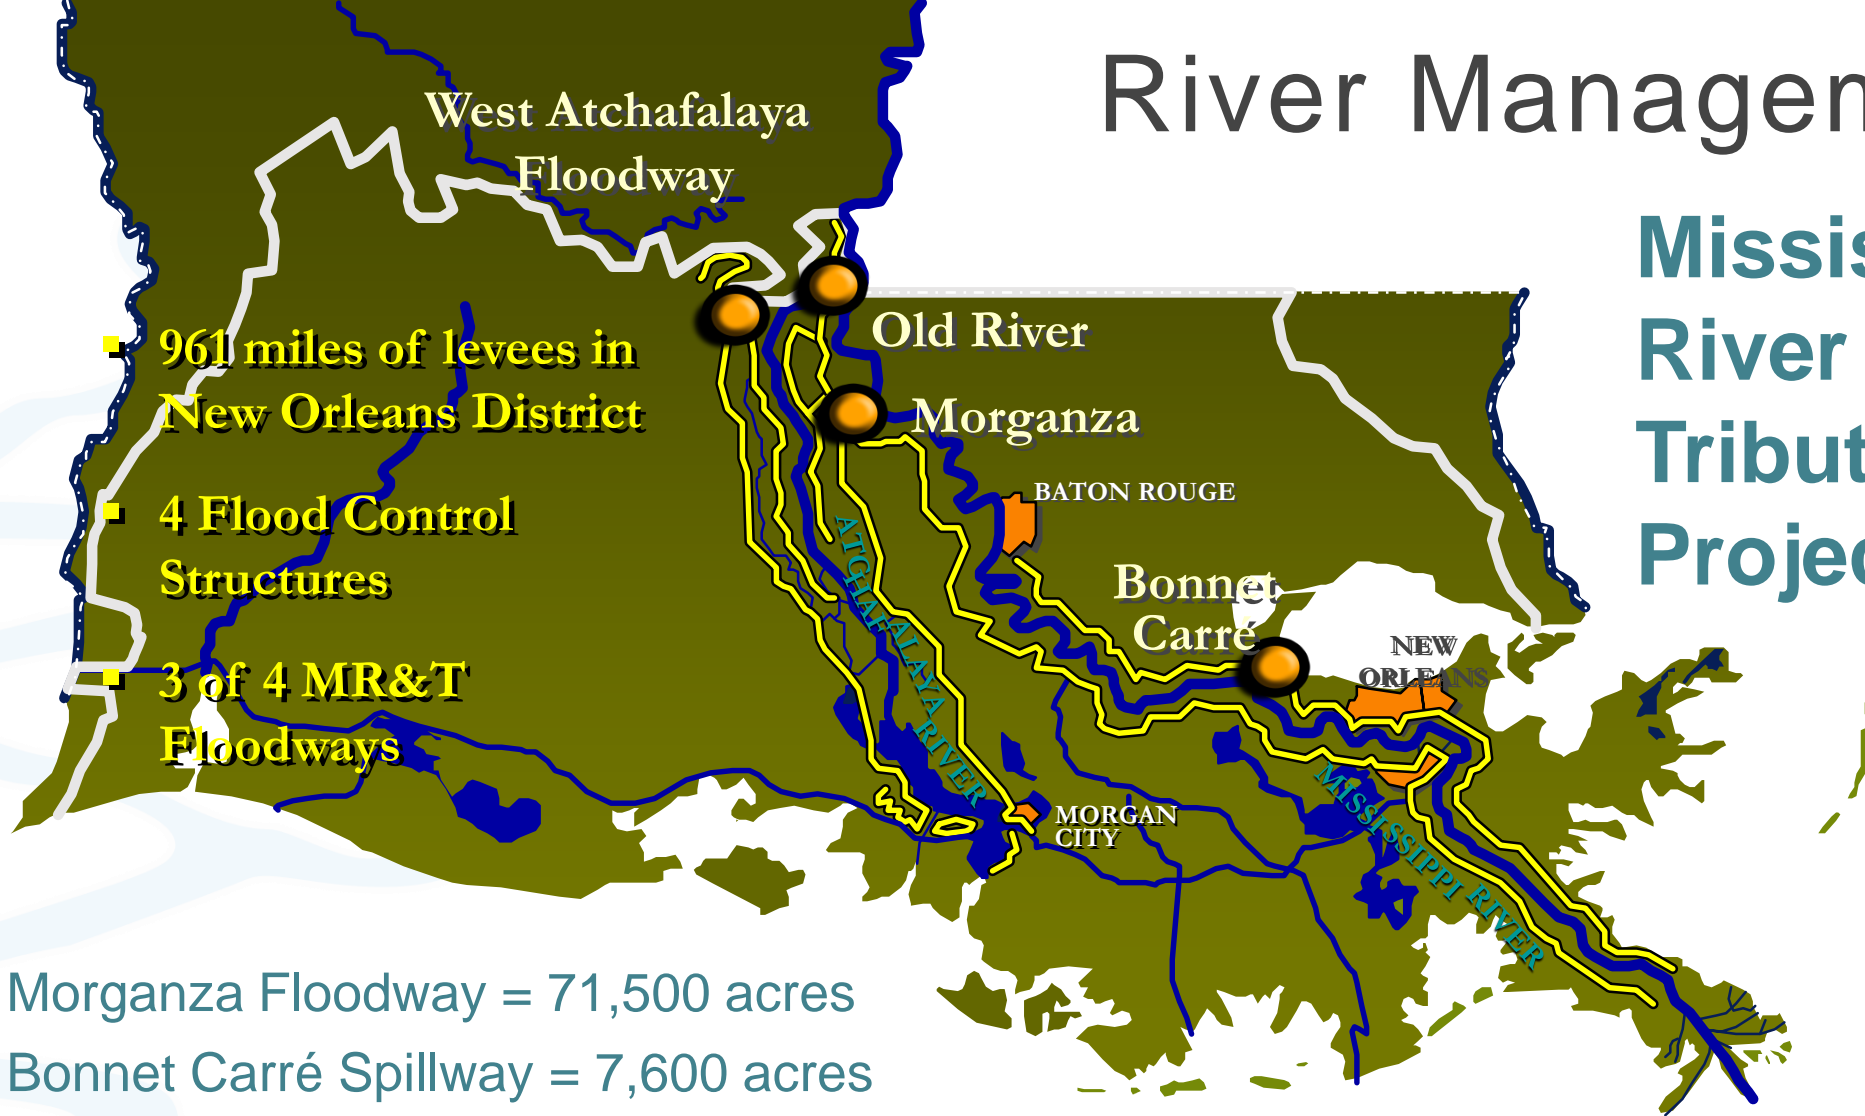 River Managem
Missis
River
Tribut
Projec
West Atchafalaya
Floodway
Old River
Morganza
BATON ROUGE
Bonnet
Carré
NEW
ORLEANS
ATCHAFALAYA RIVER
MISSISSIPPI RIVER
MORGAN
CITY
961 miles of levees in
New Orleans District
4 Flood Control
Structures
3 of 4 MR&T
Floodways
Morganza Floodway = 71,500 acres
Bonnet Carré Spillway = 7,600 acres